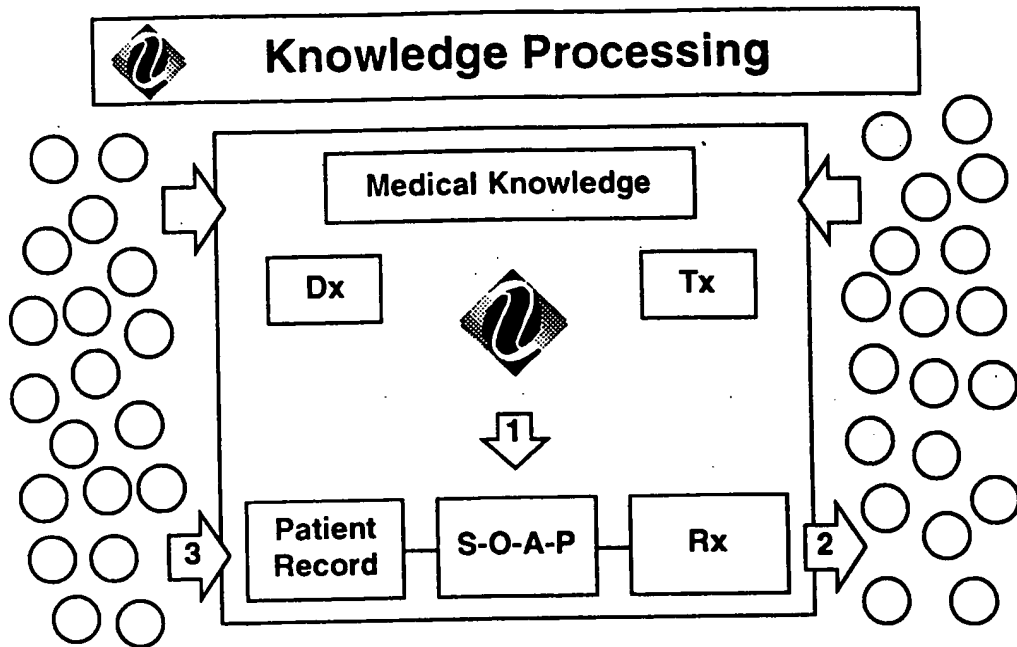 Knowledge Processing
Medical Knowledge
Dx
Tx
1
3
Patient
Record
S-O-A-P
Rx
2